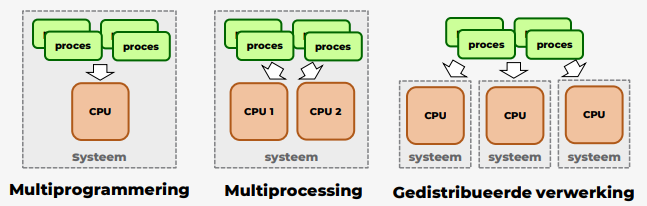 proces
proces
CPU
systeem
Multiprogrammering
proces
proces
CPU 1
CPU 2
systeem
Multiprocessing
proces
proces
CPU
systeem
CPU
systeem
CPU
systeem
Gedistribueerde verwerking